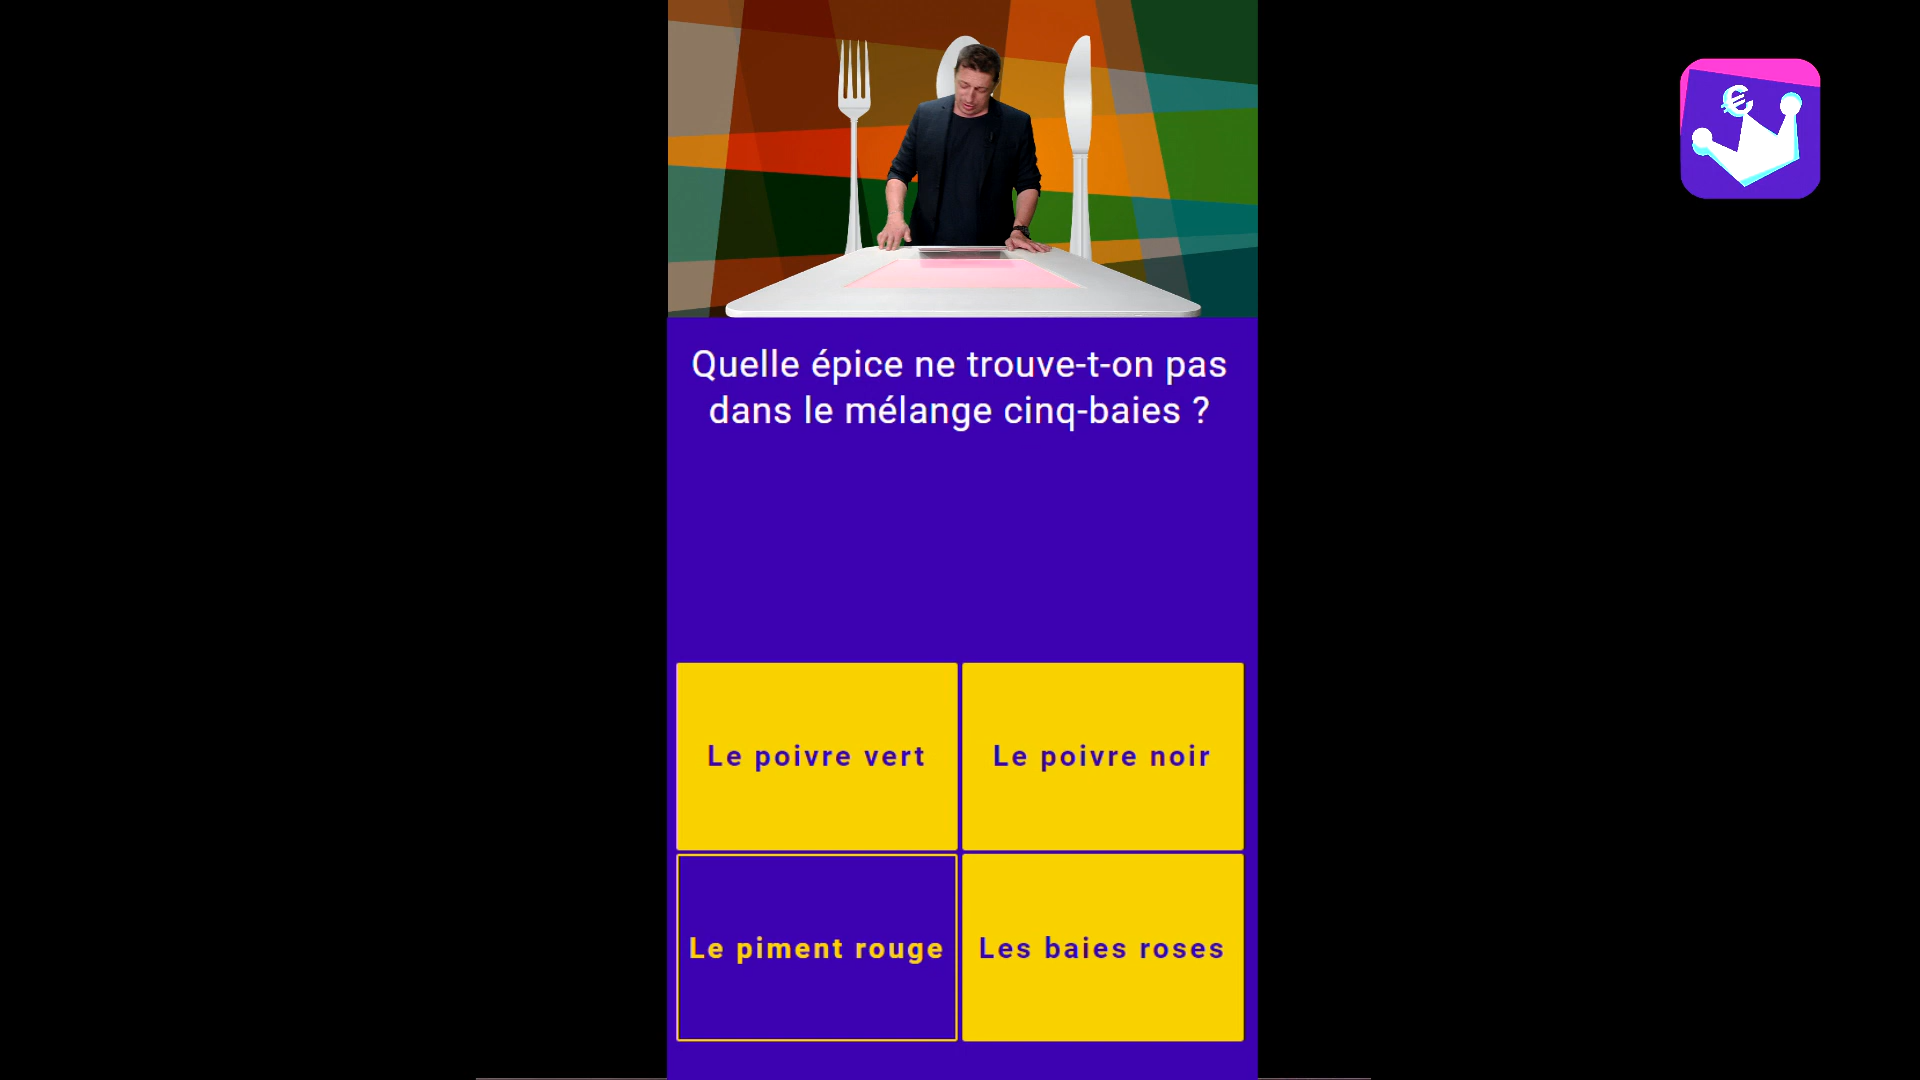 Quelle épice ne trouve-t-on pas
dans le mélange cinq-baies ?
Le poivre vert
Le poivre noir
Le piment rouge
Les baies roses
€